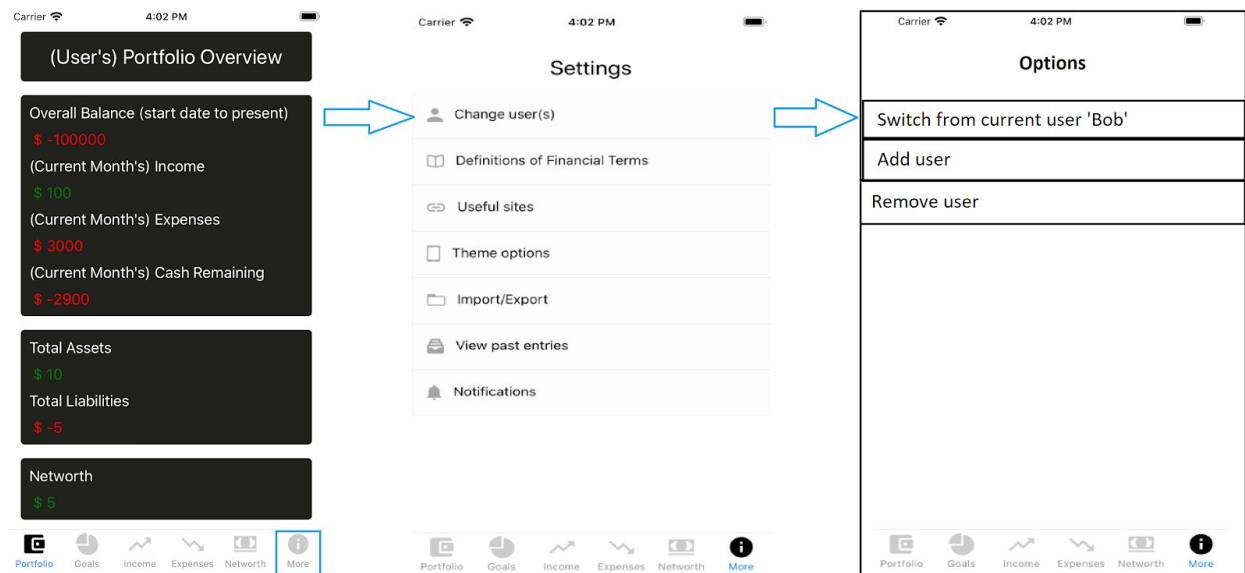 Carrier 4:02 PM
(User's) Portfolio Overview
Overall Balance (start date to present)
$ -100000
(Current Month's) Income
$ 100
(Current Month's) Expenses
$ 3000
(Current Month's) Cash Remaining
$ -2900
Total Assets
$ 10
Total Liabilities
$ -5
Networth
$ 5
Portfolio Goals Income Expenses Networth More
Carrier 4:02 PM
Settings
Change user(s)
Definitions of Financial Terms
Useful sites
Theme options
Import/Export
View past entries
Notifications
Portfolio Goals Income Expenses Networth More
Carrier 4:02 PM
Options
Switch from current user 'Bob'
Add user
Remove user
Portfolio Goals Income Expenses Networth More